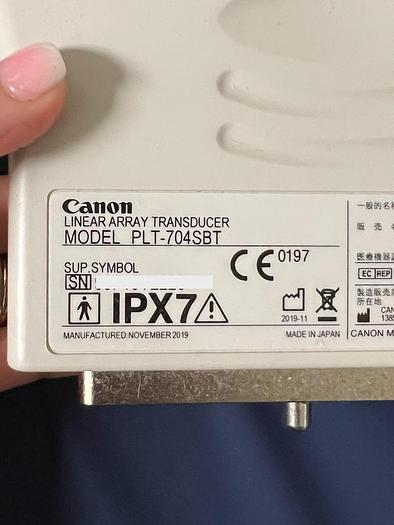 Canon
LINEAR ARRAY TRANSDUCER
MODEL PLT-704SBT
SUP.SYMBOL
SN
CE 0197
IPX7
2019-11
MANUFACTURED:NOVEMBER 2019
MADE IN JAPAN
一般的名
販売
医療機器
EC REP
製造販売
所在地
CAN
1385
CANON M